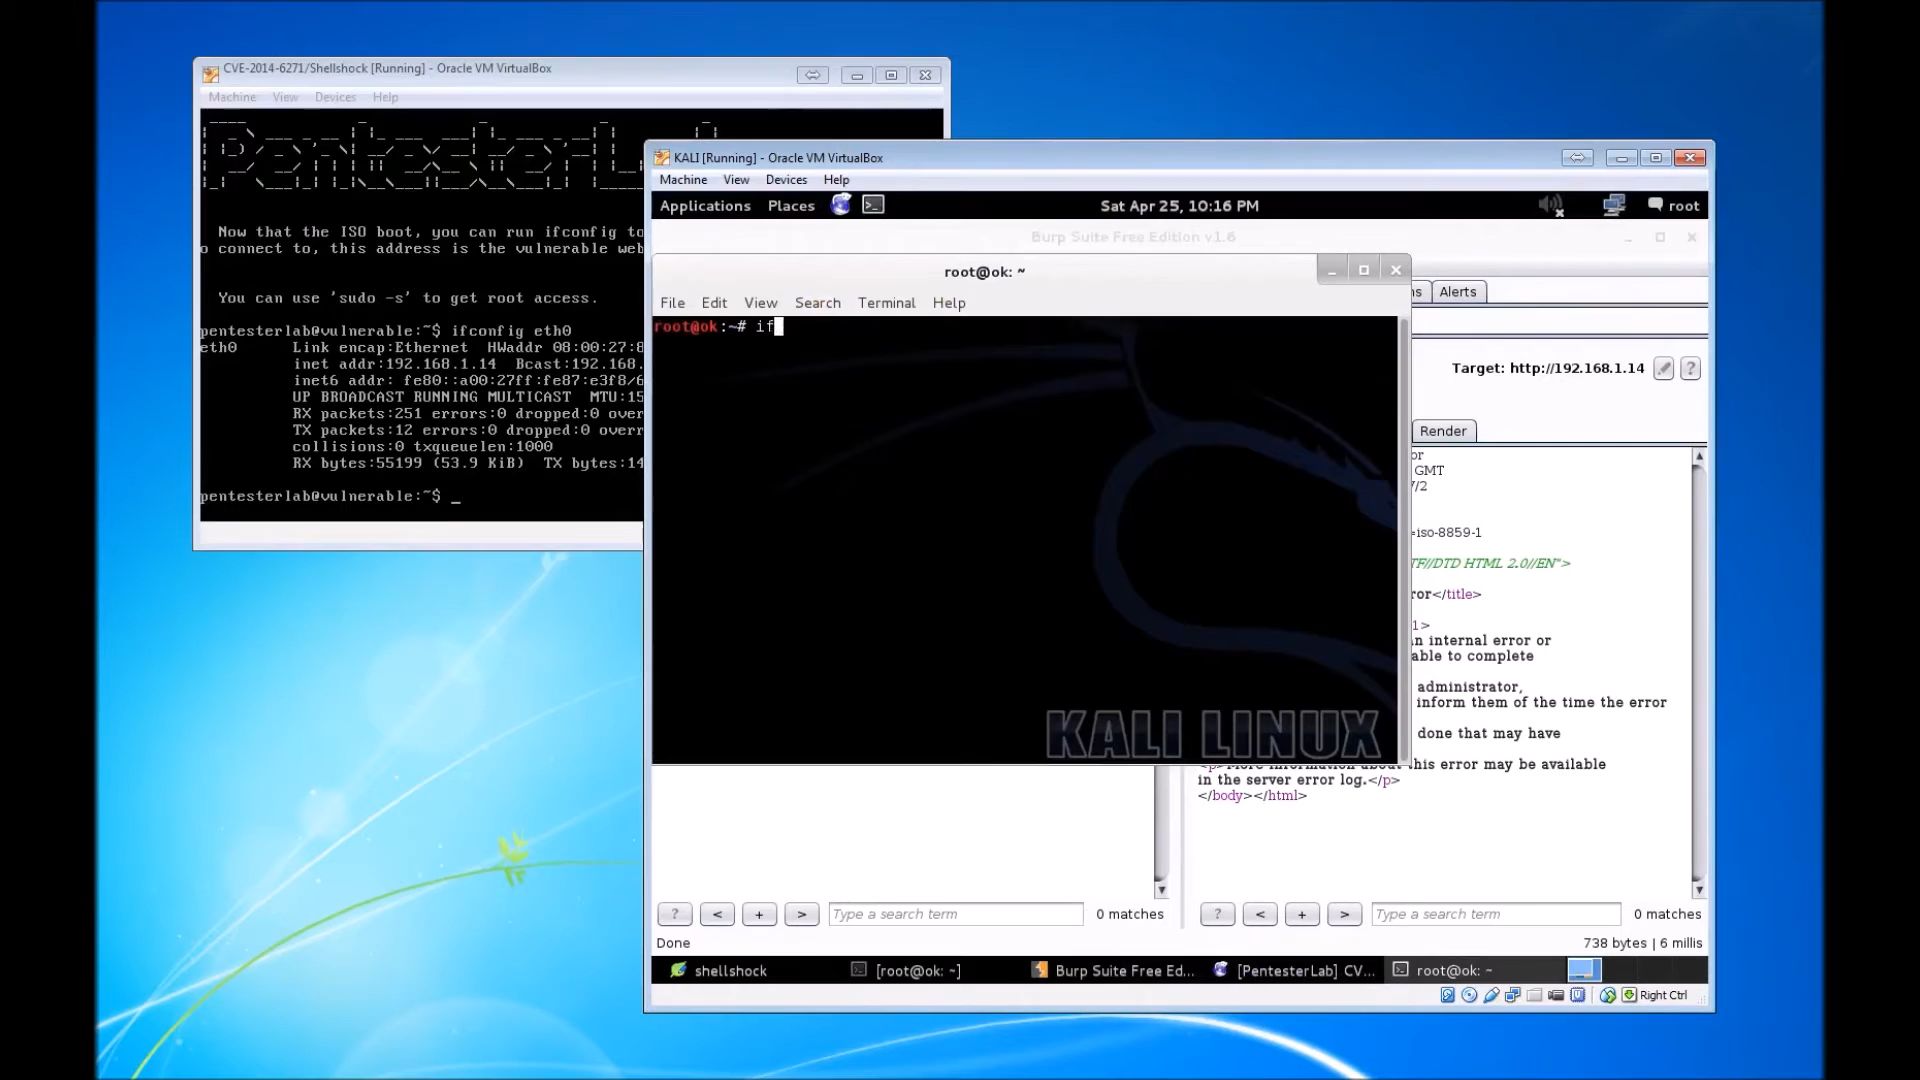 CVE-2014-6271/Shellshock [Running] - Oracle VM VirtualBox
Machine View Devices Help
Now that the ISO boot, you can run ifconfig to
o connect to, this address is the vulnerable web
You can use 'sudo -s' to get root access.
pentesterlab@vulnerable:~$ ifconfig eth0
eth0 Link encap:Ethernet HWaddr 08:00:27:8
inet addr:192.168.1.14 Bcast:192.168.
inet6 addr: fe80::a00:27ff:fe87:e3f8/6
UP BROADCAST RUNNING MULTICAST MTU:15
RX packets:251 errors:0 dropped:0 over
TX packets:12 errors:0 dropped:0 overr
collisions:0 txqueuelen:1000
RX bytes:55199 (53.9 KiB) TX bytes:14
pentesterlab@vulnerable:~$ _
KALI [Running] - Oracle VM VirtualBox
Machine View Devices Help
Applications Places Sat Apr 25, 10:16 PM root
Burp Suite Free Edition v1.6
root@ok: ~
File Edit View Search Terminal Help
root@ok:~# if
KALI LINUX
ns Alerts
Target: http://192.168.1.14
?
Render
or
GMT
7/2
=iso-8859-1
TF//DTD HTML 2.0//EN">
ror</title>
1>
n internal error or
able to complete
administrator,
inform them of the time the error
done that may have
<p>More information about this error may be available
in the server error log.</p>
</body></html>
? < + > Type a search term 0 matches
? < + > Type a search term 0 matches
Done 738 bytes | 6 millis
shellshock [root@ok: ~] Burp Suite Free Ed... [PentesterLab] CV... root@ok: ~
Right Ctrl